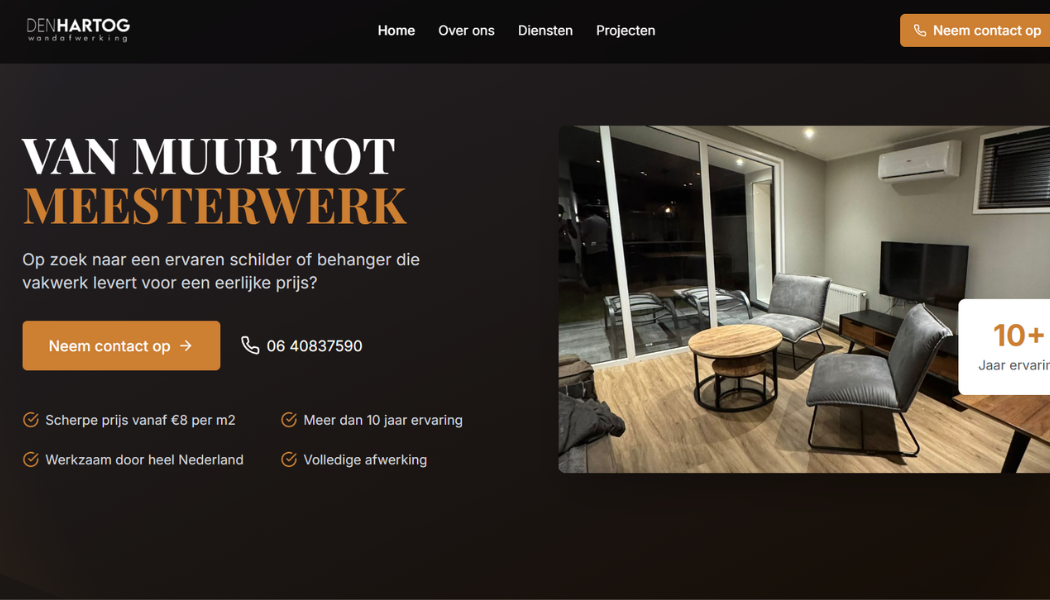 DENHARTOG
wandafwerking
Home
Over ons
Diensten
Projecten
Neem contact op
VAN MUUR TOT
MEESTERWERK
Op zoek naar een ervaren schilder of behanger die
vakwerk levert voor een eerlijke prijs?
Neem contact op
06 40837590
Scherpe prijs vanaf €8 per m2
Meer dan 10 jaar ervaring
Werkzaam door heel Nederland
Volledige afwerking
10+
Jaar